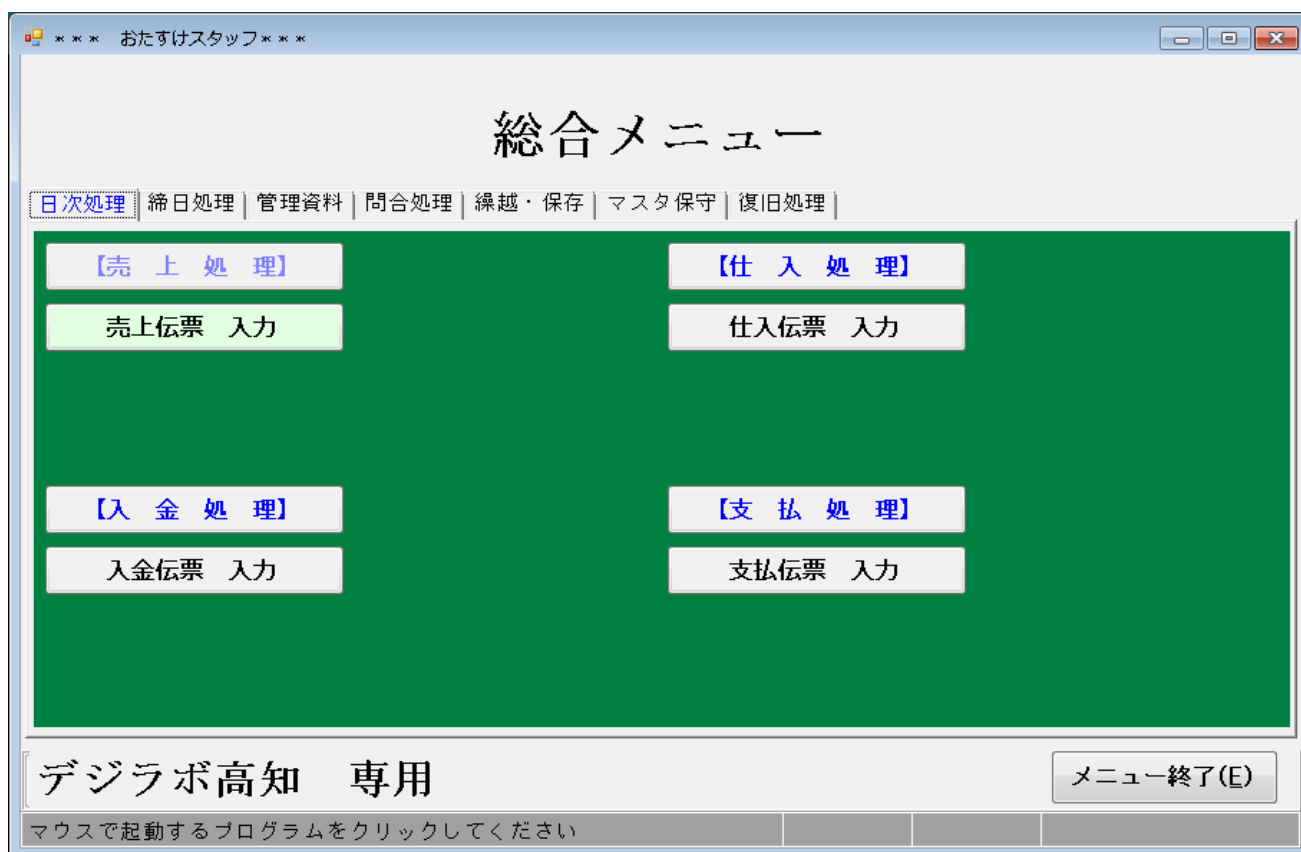 ＊＊＊　おたすけスタッフ＊＊＊
総合メニュー
日次処理 締日処理 管理資料 問合処理 繰越・保存 マスタ保守 復旧処理
【売　上　処　理】 【仕　入　処　理】
売上伝票　入力 仕入伝票　入力
【入　金　処　理】 【支　払　処　理】
入金伝票　入力 支払伝票　入力
デジラボ高知　専用 メニュー終了(E)
マウスで起動するプログラムをクリックしてください